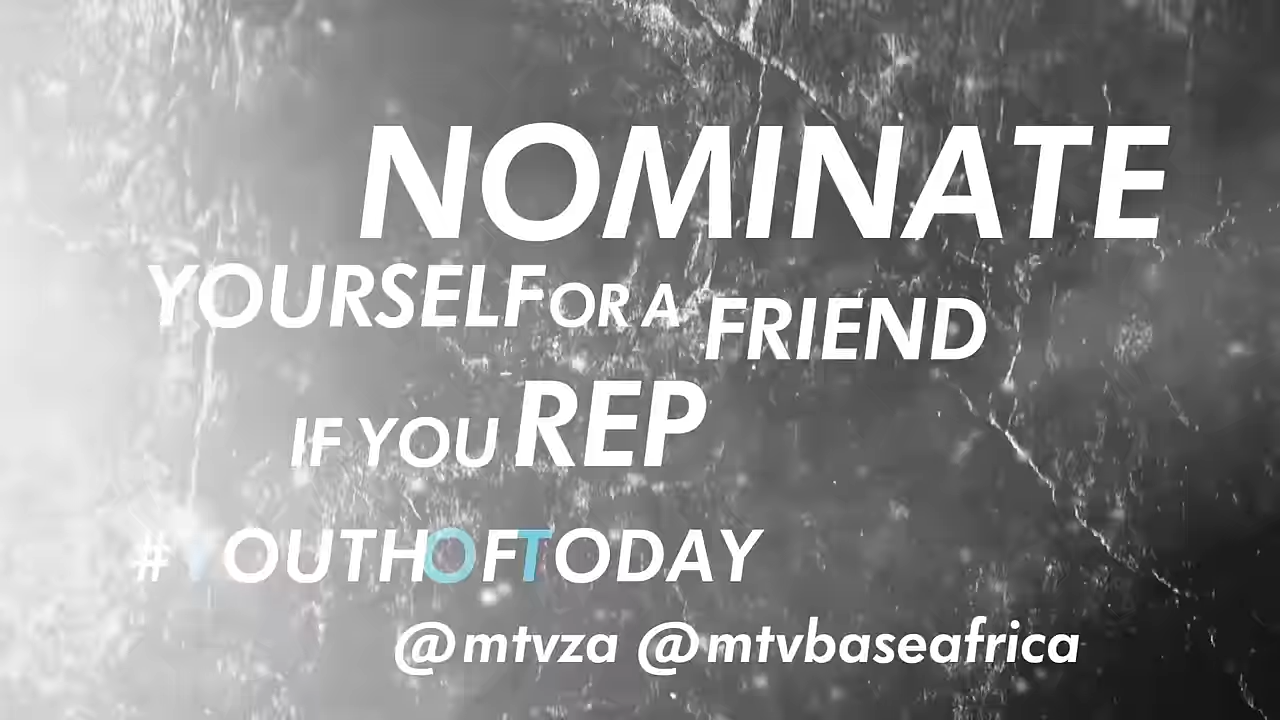 NOMINATE
YOURSELF OR A FRIEND
IF YOU REP
#YOUTHOFTODAY
@mtvza @mtvbaseafrica